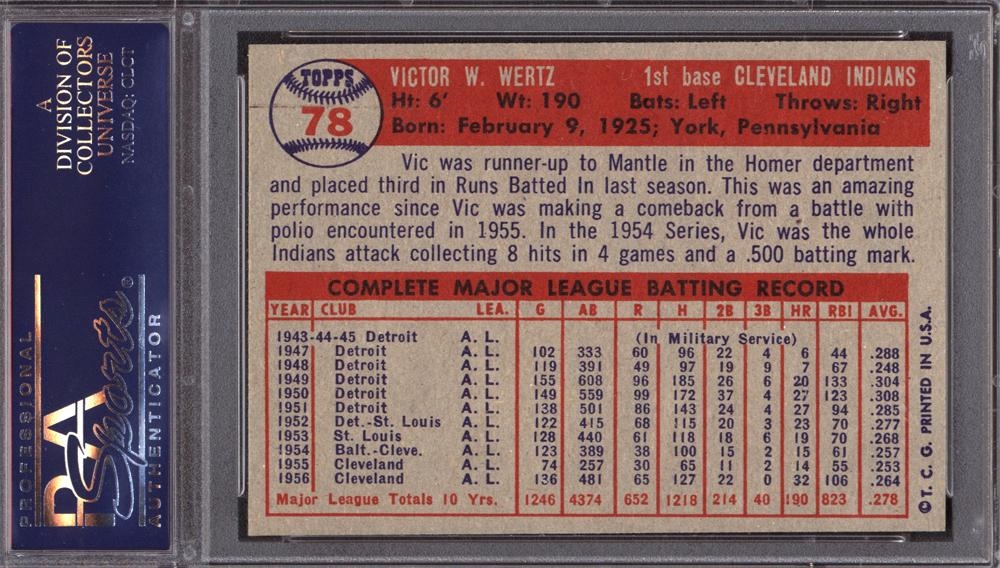 A
DIVISION OF
COLLECTORS
UNIVERSE
NASDAQ: CLCT
PROFESSIONAL
PSA
Sports
AUTHENTICATOR
TOPPS
78
VICTOR W. WERTZ 1st base CLEVELAND INDIANS
Ht: 6' Wt: 190 Bats: Left Throws: Right
Born: February 9, 1925; York, Pennsylvania
Vic was runner-up to Mantle in the Homer department
and placed third in Runs Batted In last season. This was an amazing
performance since Vic was making a comeback from a battle with
polio encountered in 1955. In the 1954 Series, Vic was the whole
Indians attack collecting 8 hits in 4 games and a .500 batting mark.
COMPLETE MAJOR LEAGUE BATTING RECORD
YEAR CLUB LEA. G AB R H 2B 3B HR RBI AVG.
1943-44-45 Detroit A. L. (In Military Service)
1947 Detroit A. L. 102 333 60 96 22 4 6 44 .288
1948 Detroit A. L. 119 391 49 97 19 9 7 67 .248
1949 Detroit A. L. 155 608 96 185 26 6 20 133 .304
1950 Detroit A. L. 149 559 99 172 37 4 27 123 .308
1951 Detroit A. L. 138 501 86 143 24 4 27 94 .285
1952 Det.-St. Louis A. L. 122 415 68 115 20 3 23 70 .277
1953 St. Louis A. L. 128 440 61 118 18 6 19 70 .268
1954 Balt.-Cleve. A. L. 123 389 38 100 15 2 15 61 .257
1955 Cleveland A. L. 74 257 30 65 11 2 14 55 .253
1956 Cleveland A. L. 136 481 65 127 22 0 32 106 .264
Major League Totals 10 Yrs. 1246 4374 652 1218 214 40 190 823 .278
©T. C. G. PRINTED IN U.S.A.